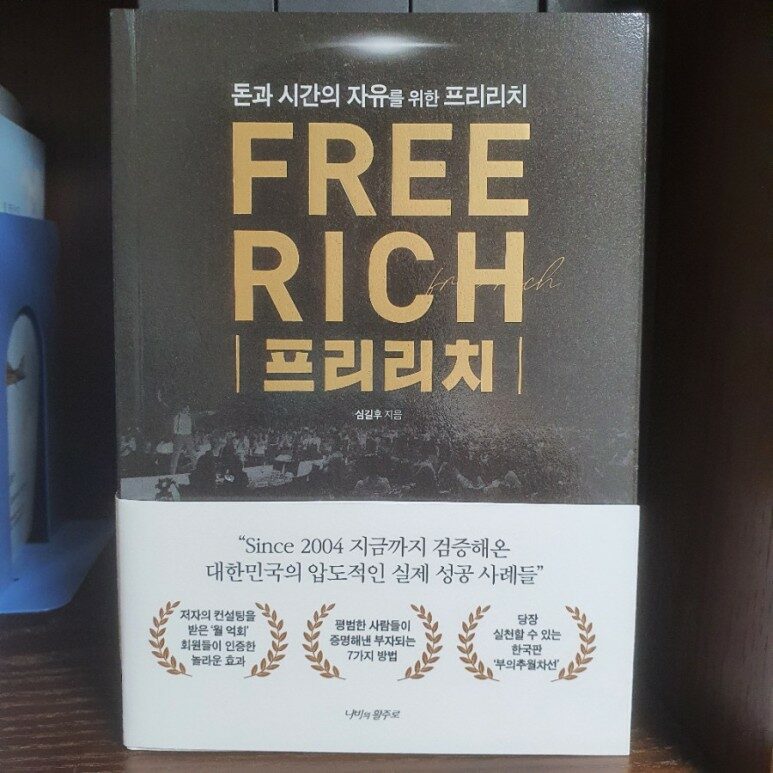 돈과 시간의 자유를 위한 프리리치
FREE
RICH
free rich
프리리치
심길후 지음
“Since 2004 지금까지 검증해온
대한민국의 압도적인 실제 성공 사례들”
저자의 컨설팅을
받은 ‘월 억회’
회원들이 인증한
놀라운 효과
평범한 사람들이
증명해낸 부자되는
7가지 방법
당장
실천할 수 있는
한국판
‘부의추월차선’
나비의 활주로